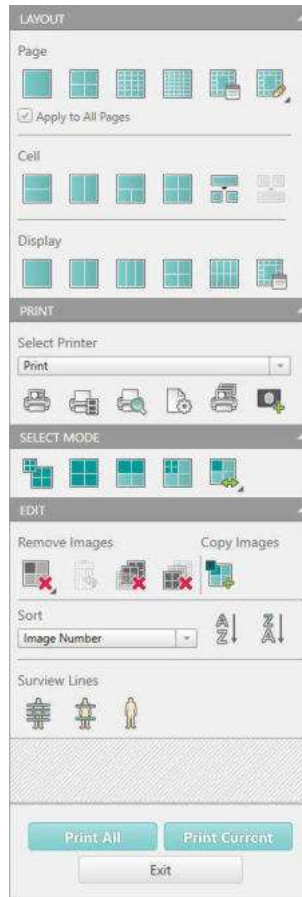 LAYOUT
Page
Apply to All Pages
Cell
Display
PRINT
Select Printer
Print
SELECT MODE
EDIT
Remove Images Copy Images
Sort
Image Number
A Z
Z A
Surview Lines
Print All Print Current
Exit